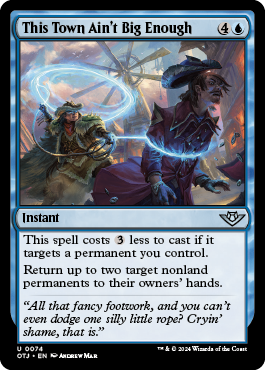 This Town Ain't Big Enough 4
Instant
This spell costs 3 less to cast if it
targets a permanent you control.
Return up to two target nonland
permanents to their owners' hands.
“All that fancy footwork, and you can't
even dodge one silly little rope? Cryin'
shame, that is.”
U 0074
OTJ • EN Andrew Mar
™ & © 2024 Wizards of the Coast